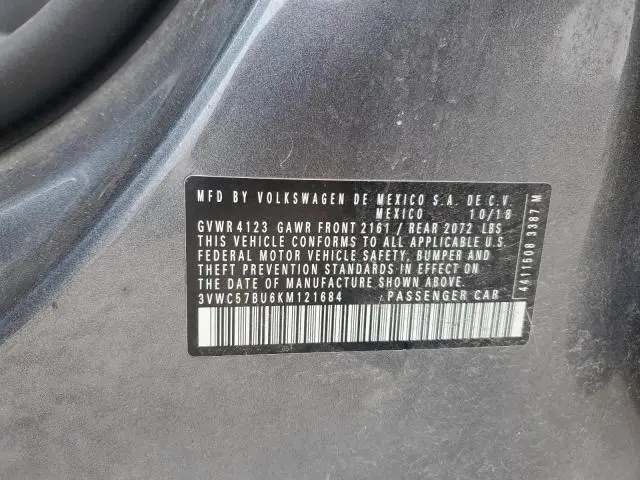 MFD BY VOLKSWAGEN DE MEXICO S.A. DE C.V.
MEXICO 10/18
GVWR 4123 GAWR FRONT 2161 / REAR 2072 LBS
THIS VEHICLE CONFORMS TO ALL APPLICABLE U.S.
FEDERAL MOTOR VEHICLE SAFETY, BUMPER AND
THEFT PREVENTION STANDARDS IN EFFECT ON THE
DATE OF MANUFACTURE SHOWN ABOVE.
3VWC57BU6KM121684 PASSENGER CAR
4411508 3387 M